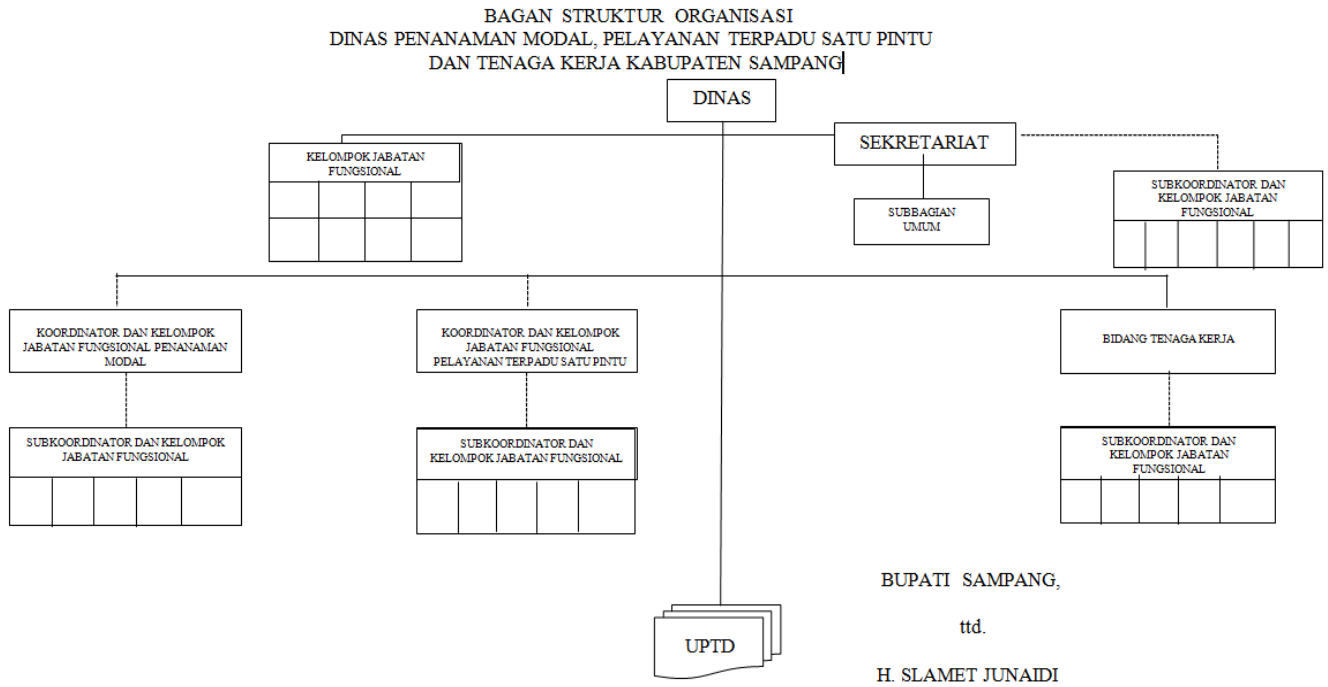 BAGAN STRUKTUR ORGANISASI
DINAS PENANAMAN MODAL, PELAYANAN TERPADU SATU PINTU
DAN TENAGA KERJA KABUPATEN SAMPANG
DINAS
SEKRETARIAT
KELOMPOK JABATAN
FUNGSIONAL
SUBBAGIAN
UMUM
SUBKOORDINATOR DAN
KELOMPOK JABATAN
FUNGSIONAL
KOORDINATOR DAN KELOMPOK
JABATAN FUNGSIONAL PENANAMAN
MODAL
KOORDINATOR DAN KELOMPOK
JABATAN FUNGSIONAL
PELAYANAN TERPADU SATU PINTU
BIDANG TENAGA KERJA
SUBKOORDINATOR DAN KELOMPOK
JABATAN FUNGSIONAL
SUBKOORDINATOR DAN
KELOMPOK JABATAN FUNGSIONAL
SUBKOORDINATOR DAN
KELOMPOK JABATAN
FUNGSIONAL
UPTD
BUPATI SAMPANG,
ttd.
H. SLAMET JUNAIDI